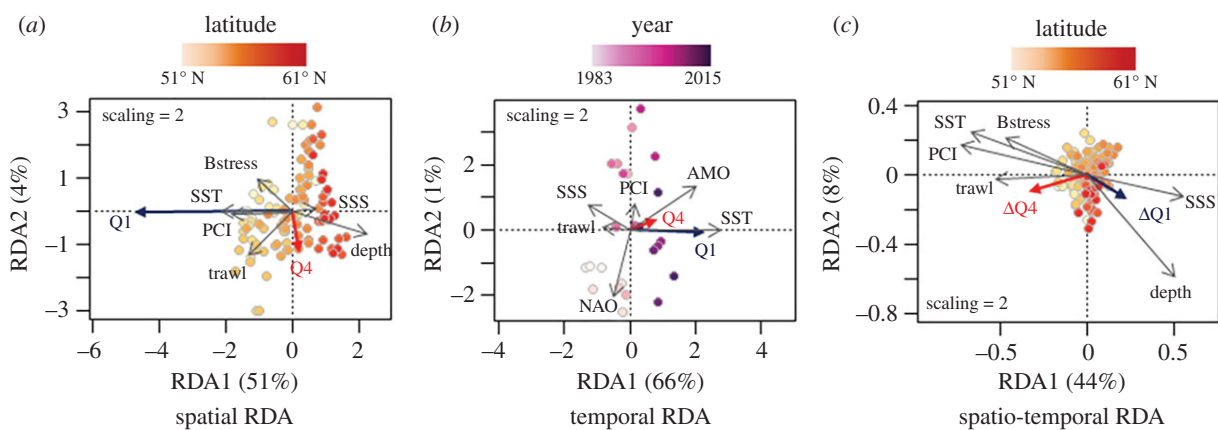 (a)
latitude
51° N
61° N
scaling = 2
3
1
–1
–3
RDA2 (4%)
Bstress
SST
SSS
Q1
PCI
depth
trawl
Q4
–6
–4
–2
0
2
RDA1 (51%)
spatial RDA
(b)
year
1983
2015
scaling = 2
2
0
–2
RDA2 (1%)
PCI
AMO
SSS
Q4
SST
trawl
Q1
NAO
–4
–2
0
2
4
RDA1 (66%)
temporal RDA
(c)
latitude
51° N
61° N
0.4
0
–0.4
–0.8
RDA2 (8%)
SST
Bstress
PCI
trawl
ΔQ4
ΔQ1
SSS
depth
scaling = 2
–0.5
0
0.5
RDA1 (44%)
spatio-temporal RDA